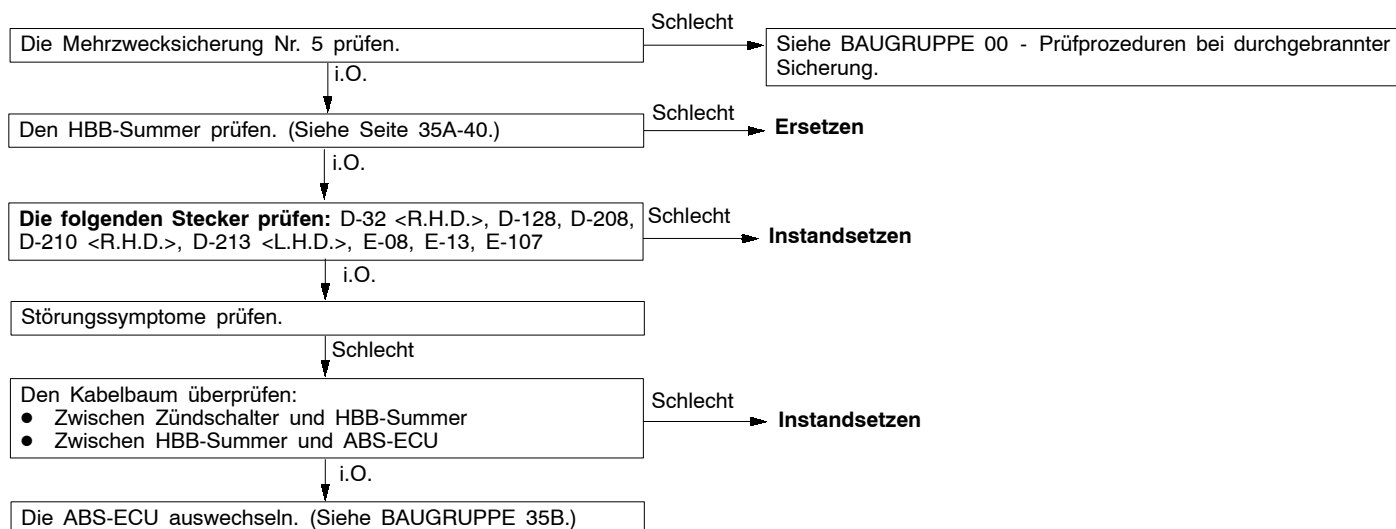 Schlecht
Die Mehrzwecksicherung Nr. 5 prüfen.
Siehe BAUGRUPPE 00 - Prüfprozeduren bei durchgebrannter
Sicherung.
i.O.
Schlecht
Den HBB-Summer prüfen. (Siehe Seite 35A-40.)
Ersetzen
i.O.
Die folgenden Stecker prüfen: D-32 <R.H.D.>, D-128, D-208,
D-210 <R.H.D.>, D-213 <L.H.D.>, E-08, E-13, E-107
Schlecht
Instandsetzen
i.O.
Störungssymptome prüfen.
Schlecht
Den Kabelbaum überprüfen:
● Zwischen Zündschalter und HBB-Summer
● Zwischen HBB-Summer und ABS-ECU
Schlecht
Instandsetzen
i.O.
Die ABS-ECU auswechseln. (Siehe BAUGRUPPE 35B.)